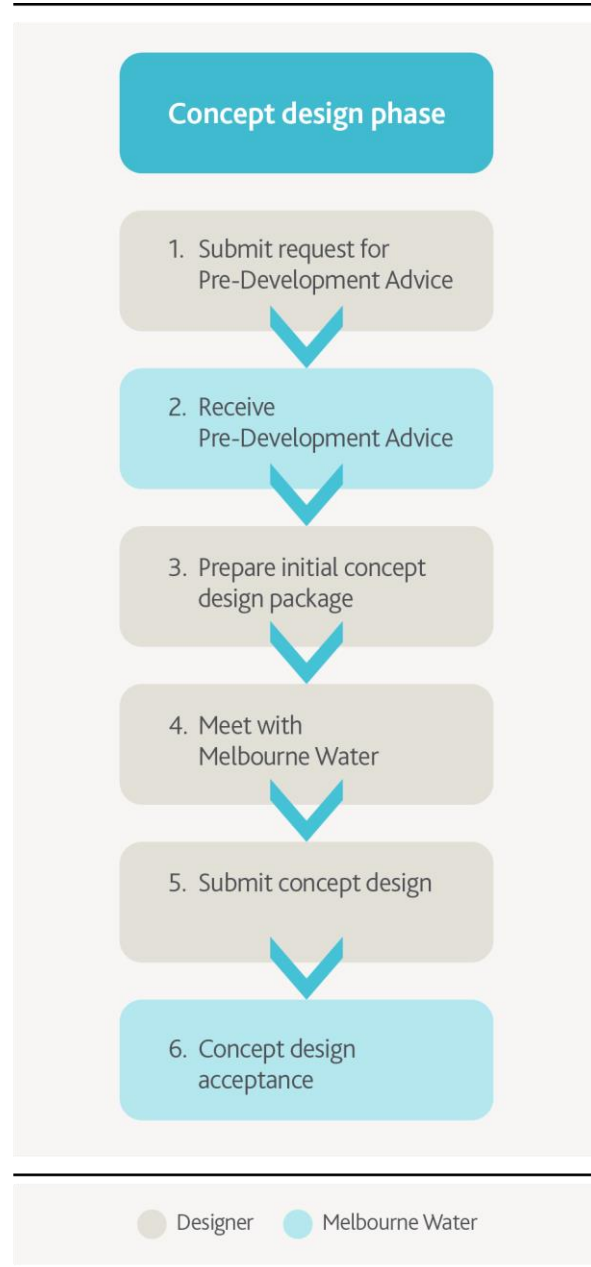 Concept design phase
1. Submit request for
Pre-Development Advice
2. Receive
Pre-Development Advice
3. Prepare initial concept
design package
4. Meet with
Melbourne Water
5. Submit concept design
6. Concept design
acceptance
Designer Melbourne Water